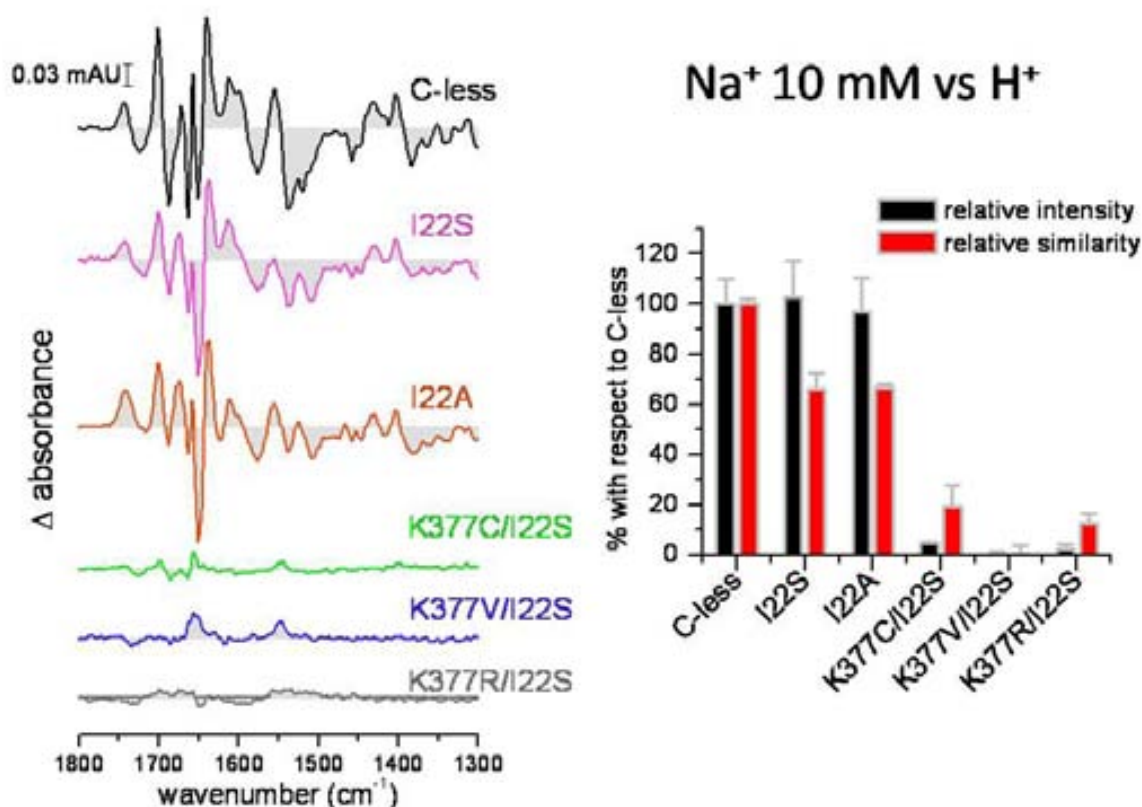 0.03 mAU
C-less
I22S
I22A
K377C/I22S
K377V/I22S
K377R/I22S
Δ absorbance
1800 1700 1600 1500 1400 1300
wavenumber (cm⁻¹)
Na⁺ 10 mM vs H⁺
relative intensity
relative similarity
% with respect to C-less
120
100
80
60
40
20
0
C-less
I22S
I22A
K377C/I22S
K377V/I22S
K377R/I22S